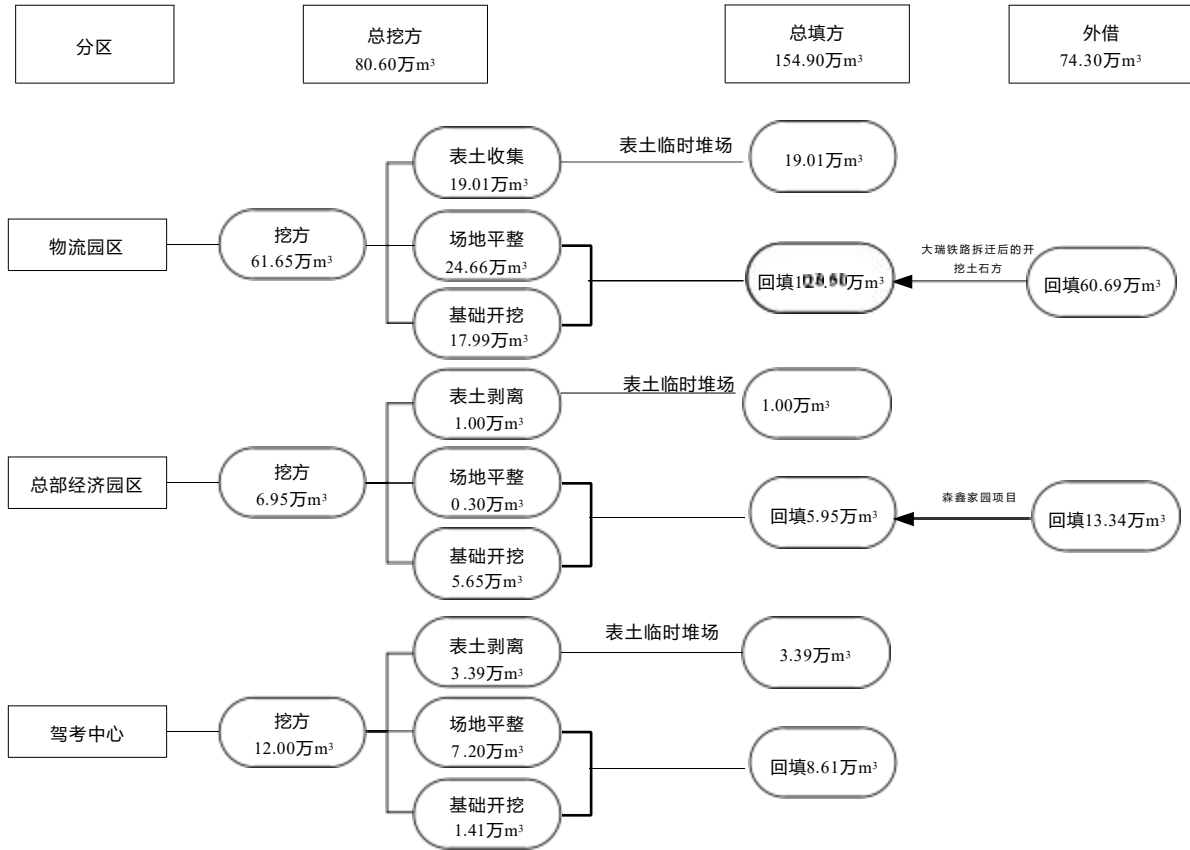 分区
总挖方
80.60万m³
总填方
154.90万m³
外借
74.30万m³
表土收集
19.01万m³
表土临时堆场
19.01万m³
物流园区
挖方
61.65万m³
场地平整
24.66万m³
基础开挖
17.99万m³
回填
万m³
大瑞铁路拆迁后的开
挖土石方
回填60.69万m³
表土剥离
1.00万m³
表土临时堆场
1.00万m³
总部经济园区
挖方
6.95万m³
场地平整
0.30万m³
基础开挖
5.65万m³
回填5.95万m³
森鑫家园项目
回填13.34万m³
表土剥离
3.39万m³
表土临时堆场
3.39万m³
驾考中心
挖方
12.00万m³
场地平整
7.20万m³
基础开挖
1.41万m³
回填8.61万m³